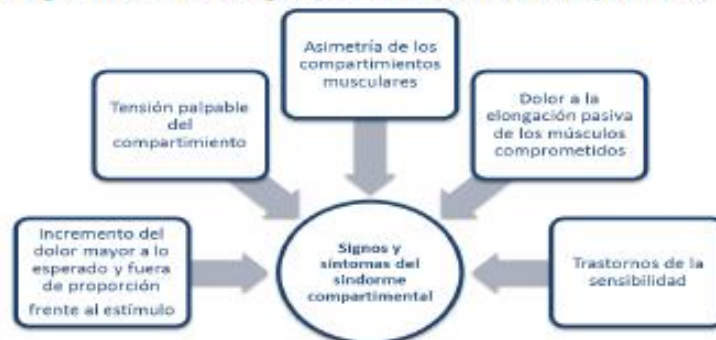 Asimetría de los
compartimientos
musculares
Tensión palpable
del
compartimiento
Dolor a la
elongación pasiva
de los músculos
comprometidos
Incremento del
dolor mayor a lo
esperado y fuera
de proporción
frente al estímulo
Signos y
síntomas del
síndorme
compartimental
Trastornos de la
sensibilidad